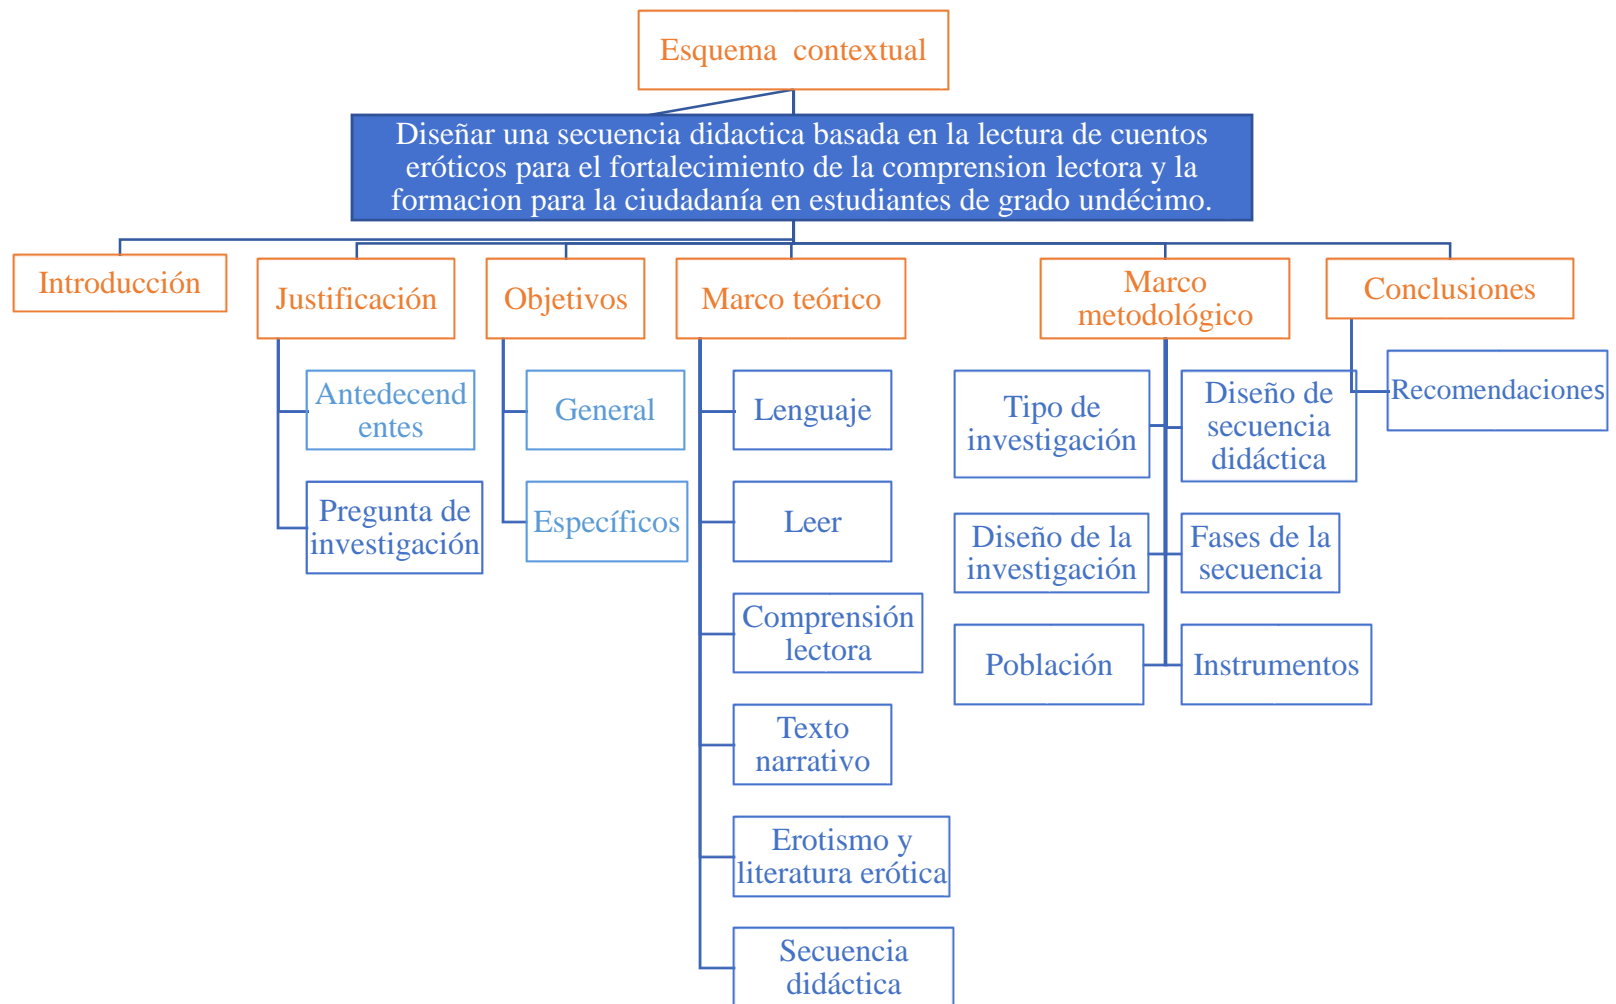 Esquema contextual
Diseñar una secuencia didactica basada en la lectura de cuentos
eróticos para el fortalecimiento de la comprension lectora y la
formacion para la ciudadanía en estudiantes de grado undécimo.
Introducción
Justificación
Antedecend
entes
Pregunta de
investigación
Objetivos
General
Específicos
Marco teórico
Lenguaje
Leer
Comprensión
lectora
Texto
narrativo
Erotismo y
literatura erótica
Secuencia
didáctica
Marco
metodológico
Tipo de
investigación
Diseño de
secuencia
didáctica
Diseño de la
investigación
Fases de la
secuencia
Población
Instrumentos
Conclusiones
Recomendaciones